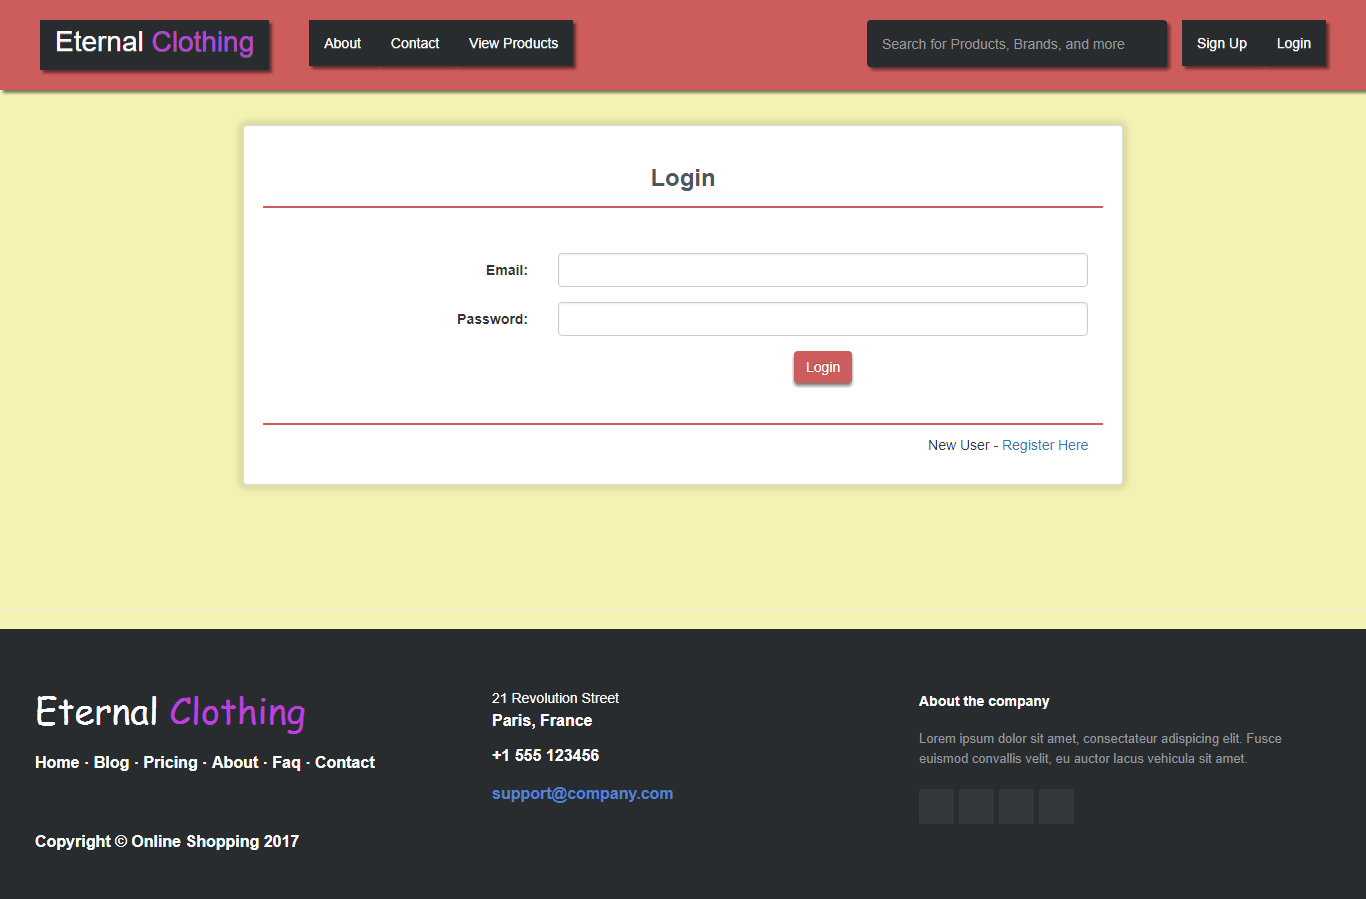 Eternal Clothing
About Contact View Products
Search for Products, Brands, and more
Sign Up Login
Login
Email:
Password:
Login
New User - Register Here
Eternal Clothing
Home · Blog · Pricing · About · Faq · Contact
Copyright © Online Shopping 2017
21 Revolution Street
Paris, France
+1 555 123456
support@company.com
About the company
Lorem ipsum dolor sit amet, consectateur adispicing elit. Fusce
euismod convallis velit, eu auctor lacus vehicula sit amet.